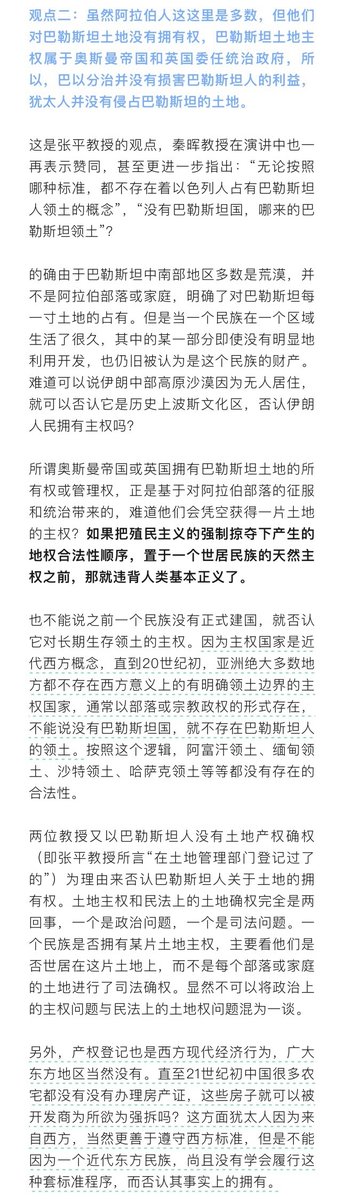 观点二：虽然阿拉伯人这这里是多数，但他们
对巴勒斯坦土地没有拥有权，巴勒斯坦土地主
权属于奥斯曼帝国和英国委任统治政府，所
以，巴以分治并没有损害巴勒斯坦人的利益，
犹太人并没有侵占巴勒斯坦的土地。
这是张平教授的观点，秦晖教授在演讲中也一
再表示赞同，甚至更进一步指出：“无论按照
哪种标准，都不存在着以色列人占有巴勒斯坦
人领土的概念”，“没有巴勒斯坦国，哪来的巴
勒斯坦领土”？
的确由于巴勒斯坦中南部地区多数是荒漠，并
不是阿拉伯部落或家庭，明确了对巴勒斯坦每
一寸土地的占有。但是当一个民族在一个区域
生活了很久，其中的某一部分即使没有明显地
利用开发，也仍旧被认为是这个民族的财产。
难道可以说伊朗中部高原沙漠因为无人居住，
就可以否认它是历史上波斯文化区，否认伊朗
人民拥有主权吗？
所谓奥斯曼帝国或英国拥有巴勒斯坦土地的所
有权或管理权，正是基于对阿拉伯部落的征服
和统治带来的，难道他们会凭空获得一片土地
的主权？如果把殖民主义的强制掠夺下产生的
地权合法性顺序，置于一个世居民族的天然主
权之前，那就违背人类基本正义了。
也不能说之前一个民族没有正式建国，就否认
它对长期生存领土的主权。因为主权国家是近
代西方概念，直到20世纪初，亚洲绝大多数地
方都不存在西方意义上的有明确领土边界的主
权国家，通常以部落或宗教政权的形式存在，
不能说没有巴勒斯坦国，就不存在巴勒斯坦人
的领土。按照这个逻辑，阿富汗领土、缅甸领
土、沙特领土、哈萨克领土等等都没有存在的
合法性。
两位教授又以巴勒斯坦人没有土地产权确权
（即张平教授所言“在土地管理部门登记过了
的”）为理由来否认巴勒斯坦人关于土地的拥
有权。土地主权和民法上的土地确权完全是两
回事，一个是政治问题，一个是司法问题。一
个民族是否拥有某片土地主权，主要看他们是
否世居在这片土地上，而不是每个部落或家庭
的土地进行了司法确权。显然不可以将政治上
的主权问题与民法上的土地权问题混为一谈。
另外，产权登记也是西方现代经济行为，广大
东方地区当然没有。直至21世纪初中国很多农
宅都没有没有办理房产证，这些房子就可以被
开发商为所欲为强拆吗？这方面犹太人因为来
自西方，当然更善于遵守西方标准，但是不能
因为一个近代东方民族，尚且没有学会履行这
种套标准程序，而否认其事实上的拥有。